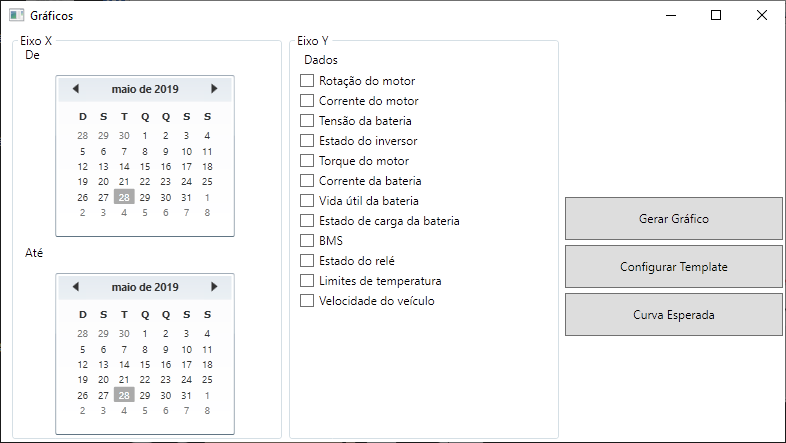 Gráficos
Eixo X
De
maio de 2019
D S T Q Q S S
28 29 30 1 2 3 4
5 6 7 8 9 10 11
12 13 14 15 16 17 18
19 20 21 22 23 24 25
26 27 28 29 30 31 1
2 3 4 5 6 7 8
Até
maio de 2019
D S T Q Q S S
28 29 30 1 2 3 4
5 6 7 8 9 10 11
12 13 14 15 16 17 18
19 20 21 22 23 24 25
26 27 28 29 30 31 1
2 3 4 5 6 7 8
Eixo Y
Dados
Rotação do motor
Corrente do motor
Tensão da bateria
Estado do inversor
Torque do motor
Corrente da bateria
Vida útil da bateria
Estado de carga da bateria
BMS
Estado do relé
Limites de temperatura
Velocidade do veículo
Gerar Gráfico
Configurar Template
Curva Esperada